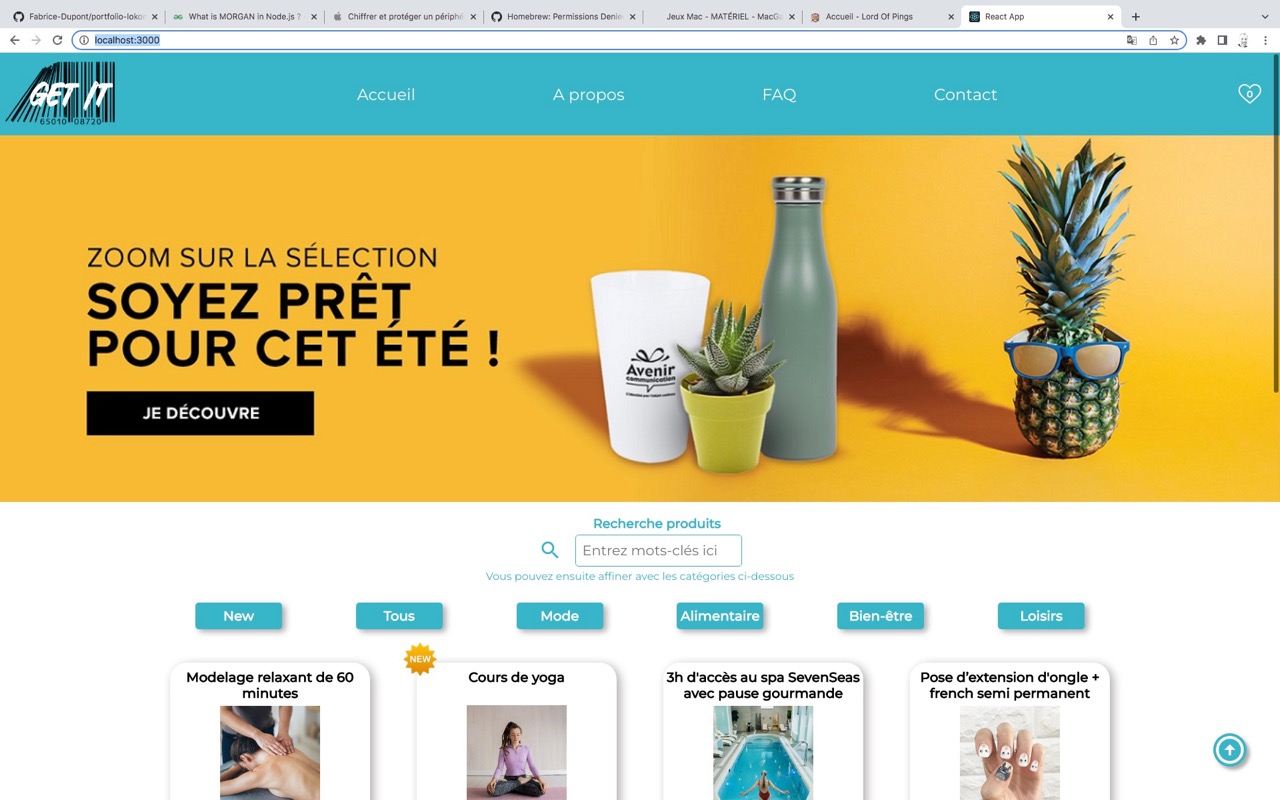 Fabrice-Dupont/portfolio-loko
What is MORGAN in Node.js ?
Chiffrer et protéger un périphé
Homebrew: Permissions Denie
Jeux Mac - MATÉRIEL - MacG
Accueil - Lord Of Pings
React App
localhost:3000
GET IT
65010 08720
Accueil
A propos
FAQ
Contact
0
ZOOM SUR LA SÉLECTION
SOYEZ PRÊT
POUR CET ÉTÉ !
JE DÉCOUVRE
Avenir
communication
Recherche produits
Entrez mots-clés ici
Vous pouvez ensuite affiner avec les catégories ci-dessous
New
Tous
Mode
Alimentaire
Bien-être
Loisirs
NEW
Modelage relaxant de 60
minutes
Cours de yoga
3h d'accès au spa SevenSeas
avec pause gourmande
Pose d’extension d'ongle +
french semi permanent